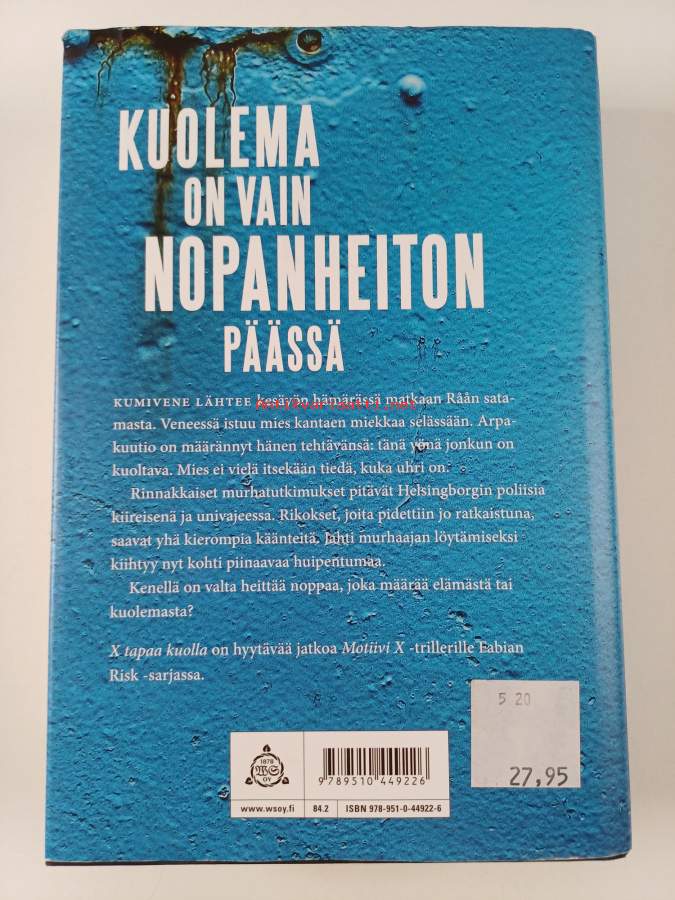 KUOLEMA
ON VAIN
NOPANHEITON
PÄÄSSÄ
KUMIVENE LÄHTEE kesäyön hämärässä matkaan Råån sata-
masta. Veneessä istuu mies kantaen miekkaa selässään. Arpa-
kuutio on määrännyt hänen tehtävänsä: tänä yönä jonkun on
kuoltava. Mies ei vielä itsekään tiedä, kuka uhri on.
Rinnakkaiset murhatutkimukset pitävät Helsingborgin poliisia
kiireisenä ja univajeessa. Rikokset, joita pidettiin jo ratkaistuna,
saavat yhä kierompia käänteitä. Jahti murhaajan löytämiseksi
kiihtyy nyt kohti piinaavaa huipentumaa.
Kenellä on valta heittää noppaa, joka määrää elämästä tai
kuolemasta?
X tapaa kuolla on hyytävää jatkoa Motiivi X -trillerille Fabian
Risk -sarjassa.
5 20
27,95
1878
WS
OY
9 789510 449226
www.wsoy.fi
84.2
ISBN 978-951-0-44922-6